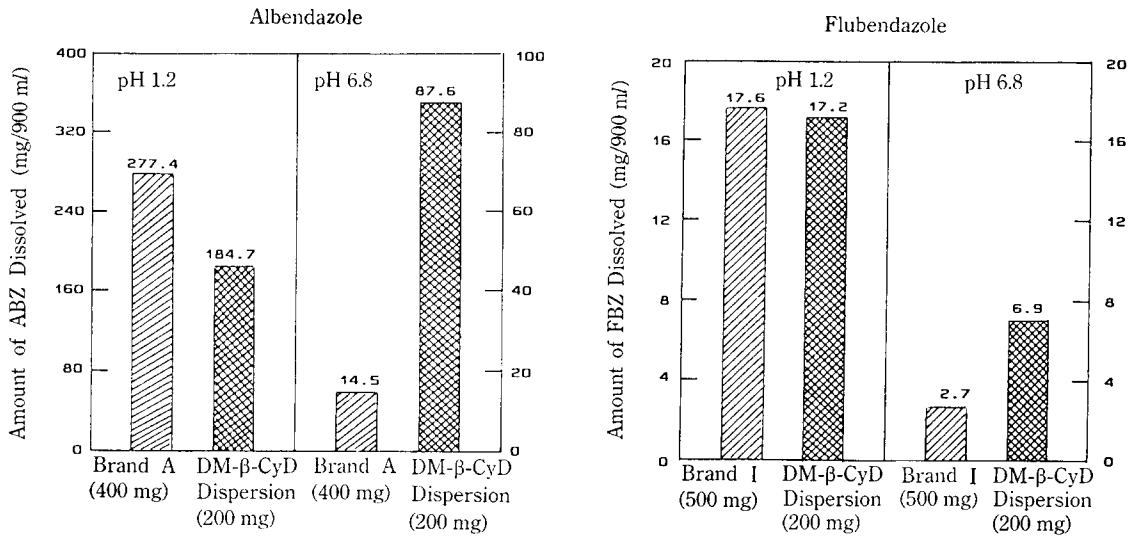 Albendazole
Amount of ABZ Dissolved (mg/900 ml)
400
320
240
160
80
0
pH 1.2
277.4
184.7
pH 6.8
14.5
87.6
100
80
60
40
20
0
Brand A
(400 mg)
DM-β-CyD
Dispersion
(200 mg)
Brand A
(400 mg)
DM-β-CyD
Dispersion
(200 mg)
Flubendazole
Amount of FBZ Dissolved (mg/900 ml)
20
16
12
8
4
0
pH 1.2
17.6
17.2
pH 6.8
2.7
6.9
20
16
12
8
4
0
Brand I
(500 mg)
DM-β-CyD
Dispersion
(200 mg)
Brand I
(500 mg)
DM-β-CyD
Dispersion
(200 mg)